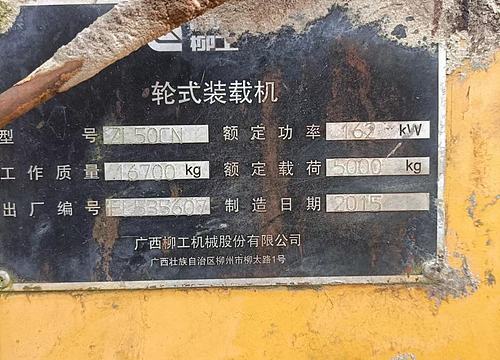 柳工
轮式装载机
型 号 ZL50CN 额定功率 162 kW
工作质量 16700 kg 额定载荷 5000 kg
出厂编号 制造日期 2015
广西柳工机械股份有限公司
广西壮族自治区柳州市柳太路1号